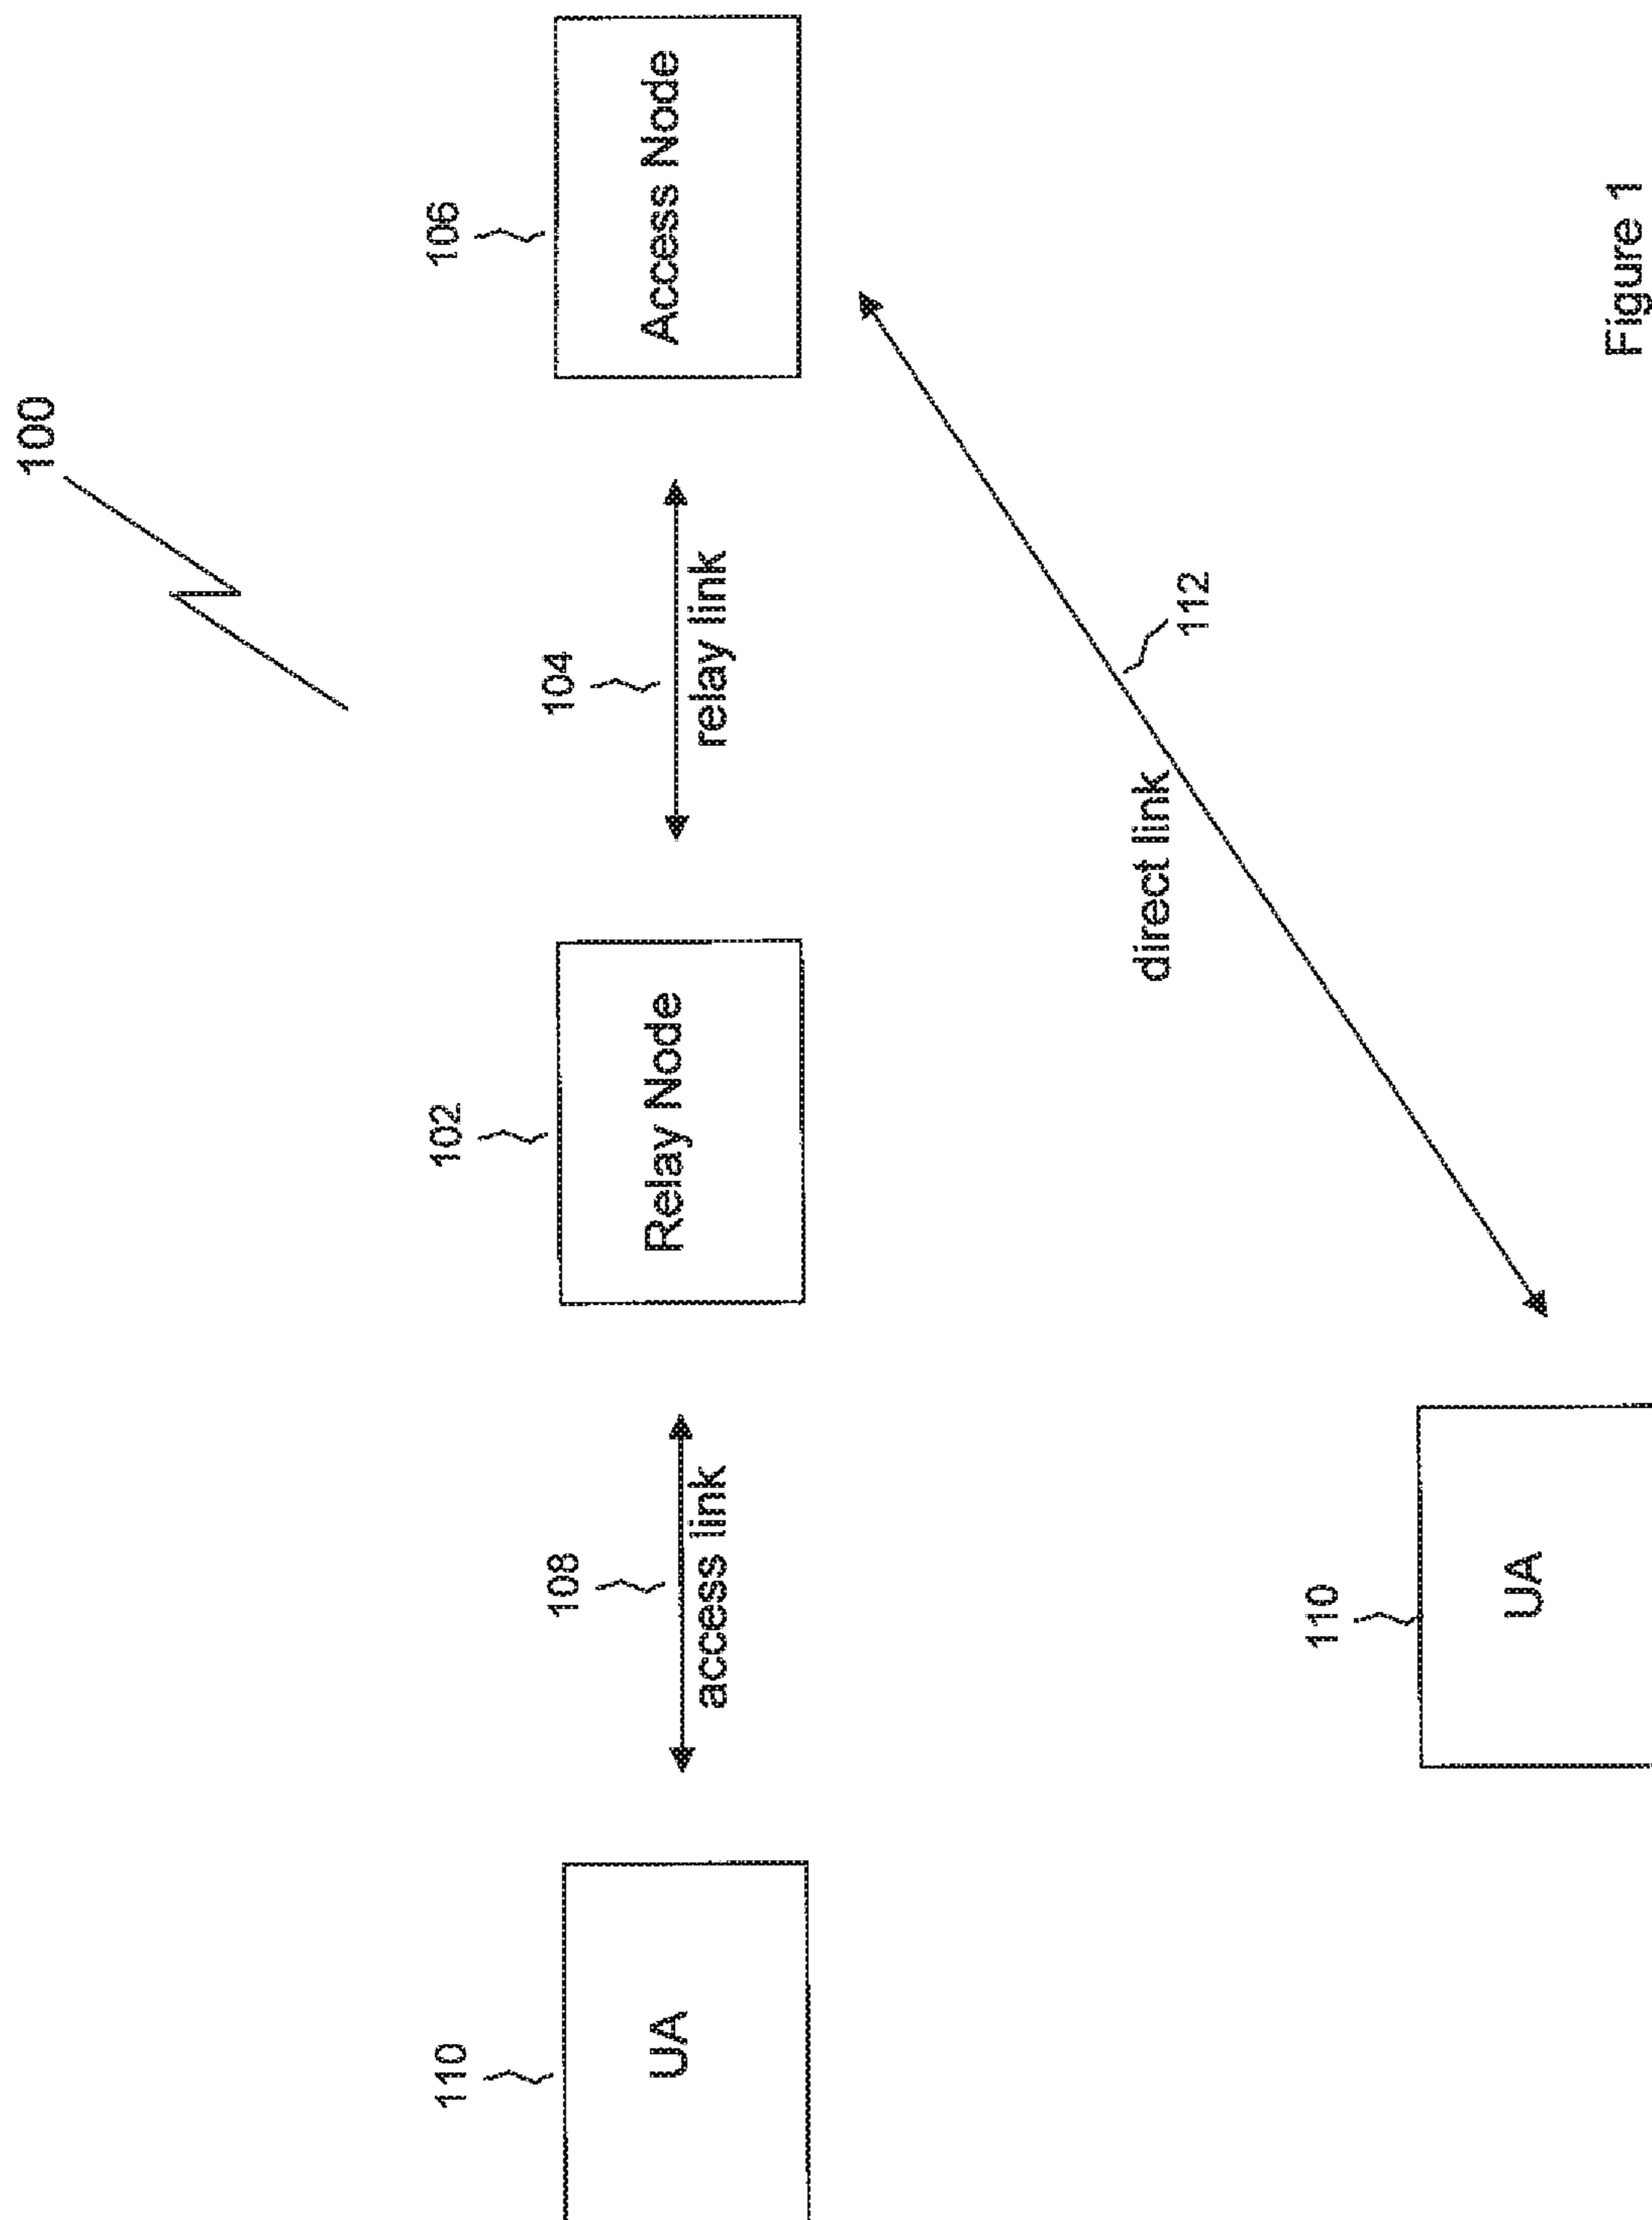 100
110
108
102
104
106
UA
access link
Relay Node
relay link
Access Node
direct link
112
110
UA
Figure 1